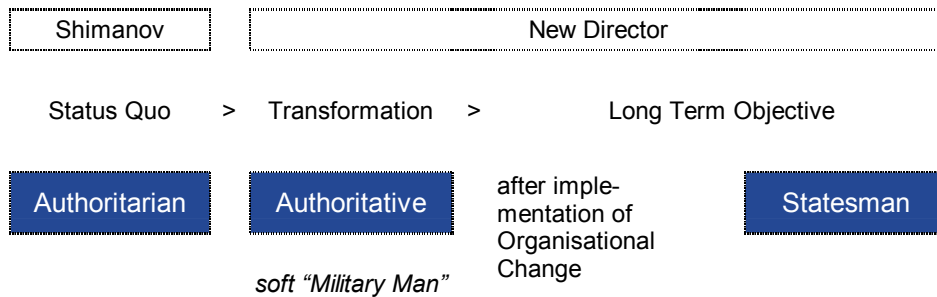 Shimanov New Director
Status Quo > Transformation > Long Term Objective
Authoritarian Authoritative after imple-
mentation of
Organisational
Change Statesman
soft “Military Man”